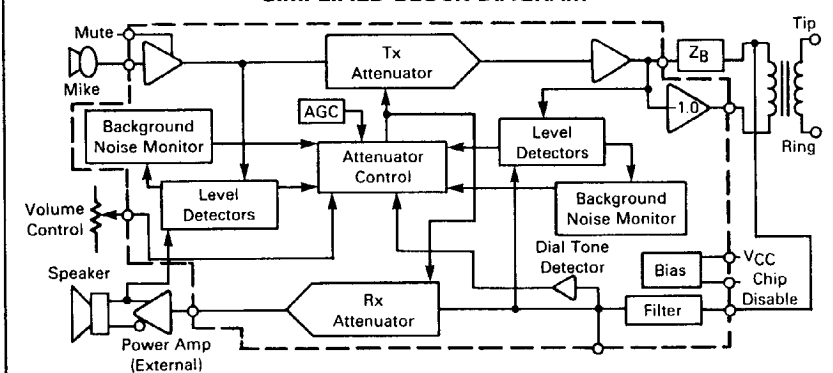 SIMPLIFIED BLOCK DIAGRAM
Mute
Mike
Tx
Attenuator
ZB
Tip
-1.0
Ring
AGC
Background
Noise Monitor
Attenuator
Control
Level
Detectors
Level
Detectors
Background
Noise Monitor
Volume
Control
Dial Tone
Detector
Bias
VCC
Chip
Disable
Speaker
Rx
Attenuator
Filter
Power Amp
(External)